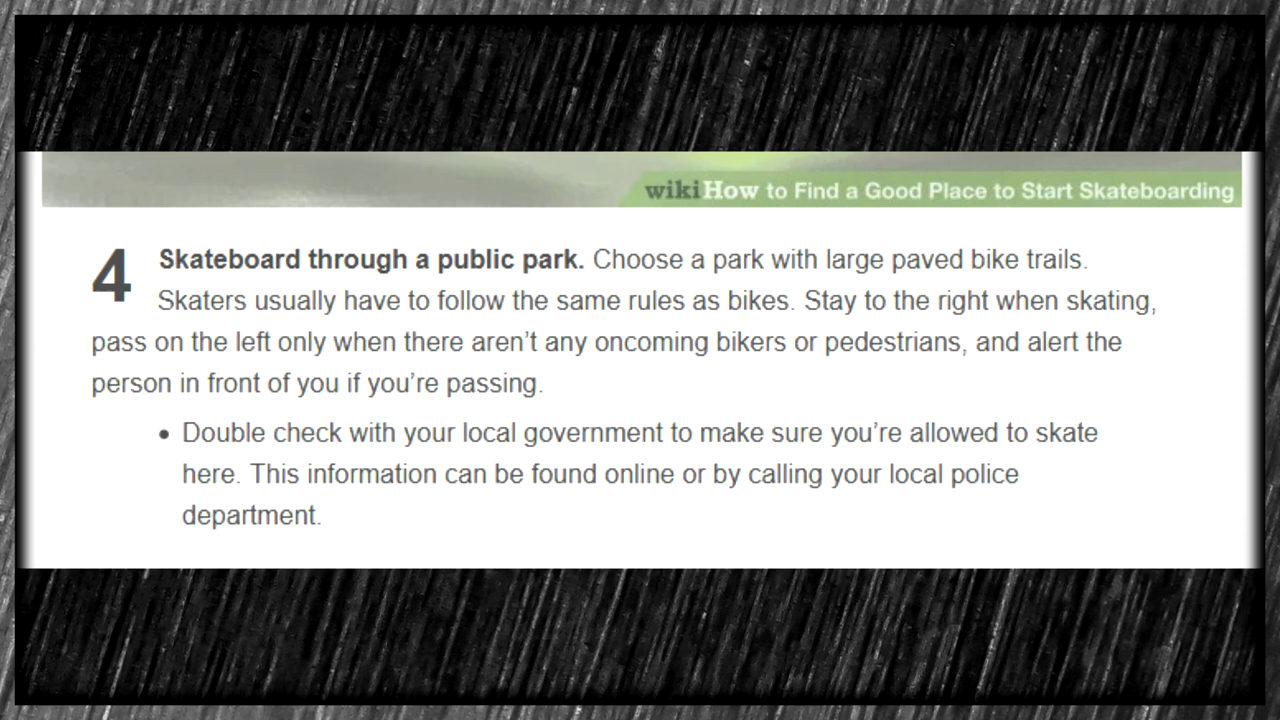 wikiHow to Find a Good Place to Start Skateboarding
4 Skateboard through a public park. Choose a park with large paved bike trails.
Skaters usually have to follow the same rules as bikes. Stay to the right when skating,
pass on the left only when there aren’t any oncoming bikers or pedestrians, and alert the
person in front of you if you’re passing.
• Double check with your local government to make sure you’re allowed to skate
here. This information can be found online or by calling your local police
department.